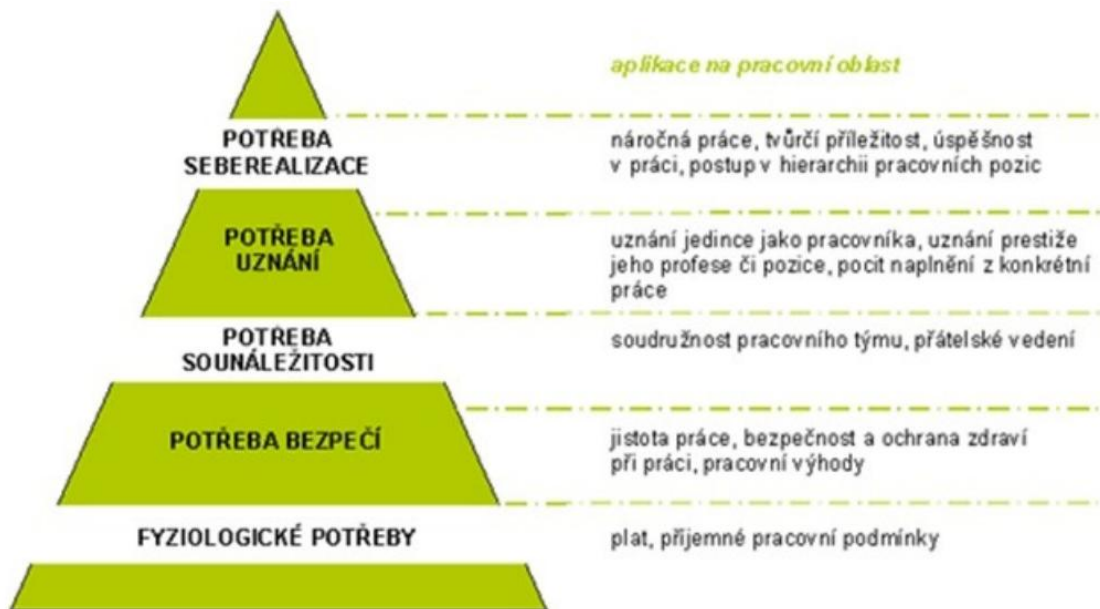 aplikace na pracovní oblast
POTŘEBA
SEBEREALIZACE
náročná práce, tvůrčí příležitost, úspěšnost
v práci, postup v hierarchii pracovních pozic
POTŘEBA
UZNÁNÍ
uznání jedince jako pracovníka, uznání prestiže
jeho profese či pozice, pocit naplnění z konkrétní
práce
POTŘEBA
SOUNÁLEŽITOSTI
soudružnost pracovního týmu, přátelské vedení
POTŘEBA BEZPEČÍ
jistota práce, bezpečnost a ochrana zdraví
při práci, pracovní výhody
FYZIOLOGICKÉ POTŘEBY
plat, příjemné pracovní podmínky